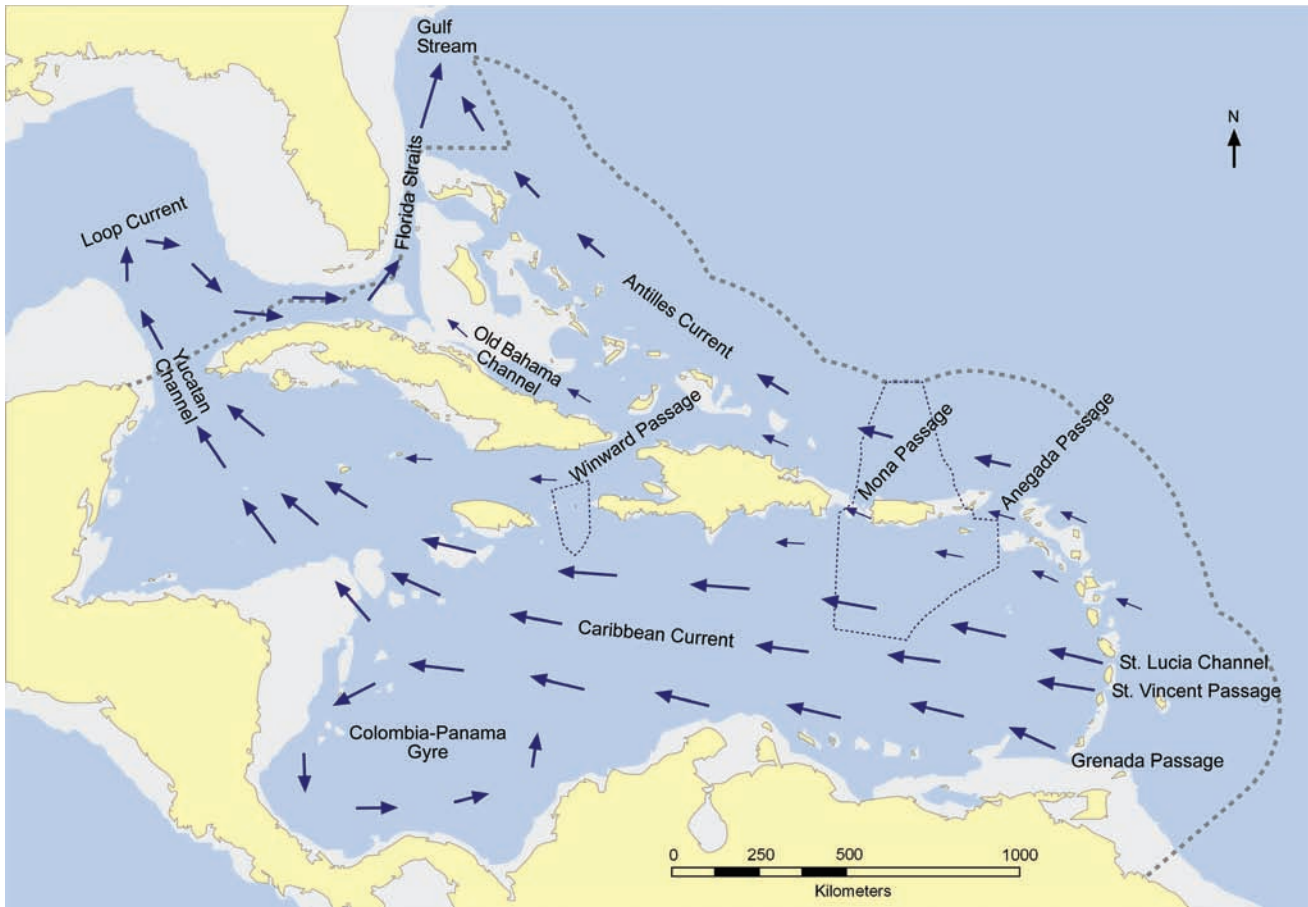 Gulf
Stream
N
Florida Straits
Loop Current
Antilles Current
Old Bahama
Channel
Yucatan
Channel
Winward Passage
Mona Passage
Anegada Passage
Caribbean Current
St. Lucia Channel
St. Vincent Passage
Colombia-Panama
Gyre
Grenada Passage
0 250 500 1000
Kilometers